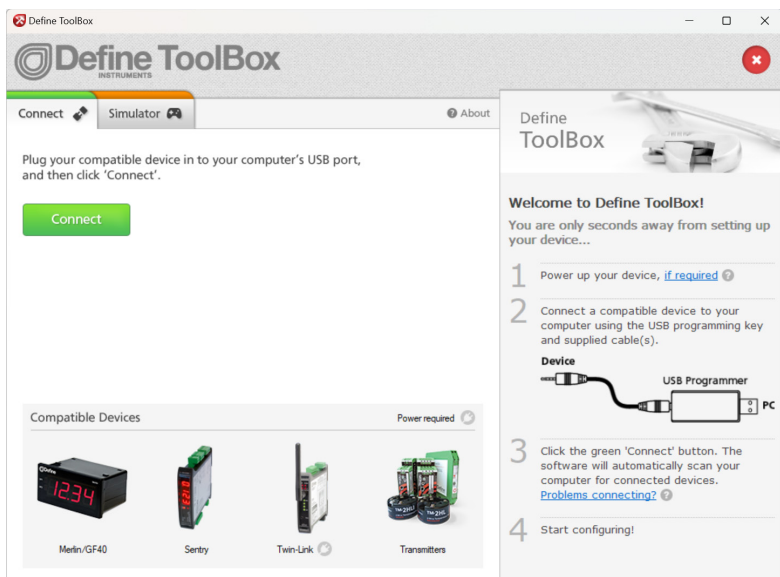 Define ToolBox
Define ToolBox
INSTRUMENTS
Connect
Simulator
About
Plug your compatible device in to your computer's USB port,
and then click 'Connect'.
Connect
Compatible Devices
Power required
Define
1234
Merlin/GF40
Sentry
Twin-Link
Transmitters
Define
ToolBox
Welcome to Define ToolBox!
You are only seconds away from setting up
your device...
1 Power up your device, if required
2 Connect a compatible device to your
computer using the USB programming key
and supplied cable(s).
Device
USB Programmer
PC
3 Click the green 'Connect' button. The
software will automatically scan your
computer for connected devices.
Problems connecting?
4 Start configuring!